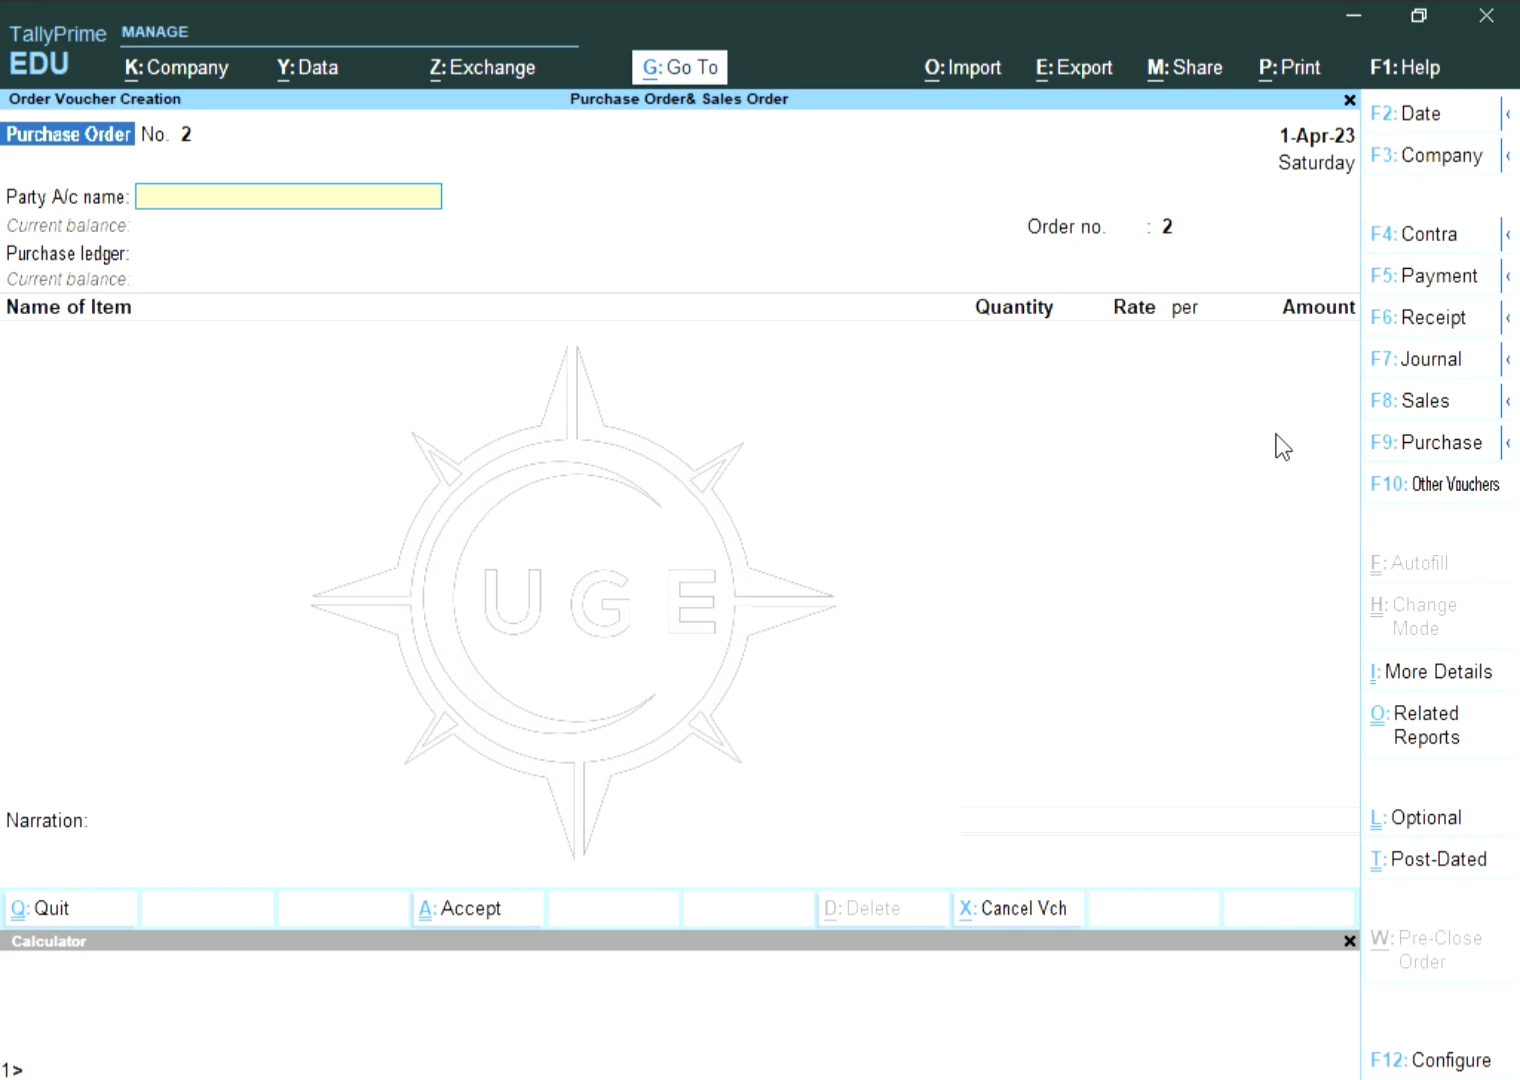 TallyPrime
EDU
MANAGE
K: Company
Y: Data
Z: Exchange
G: Go To
O: Import
E: Export
M: Share
P: Print
F1: Help
Order Voucher Creation
Purchase Order& Sales Order
Purchase Order No. 2
1-Apr-23
Saturday
Party A/c name:
Current balance:
Order no. : 2
Purchase ledger:
Current balance:
Name of Item
Quantity
Rate per
Amount
UGE
Narration:
Q: Quit
A: Accept
D: Delete
X: Cancel Vch
Calculator
1>
F2: Date
F3: Company
F4: Contra
F5: Payment
F6: Receipt
F7: Journal
F8: Sales
F9: Purchase
F10: Other Vouchers
F: Autofill
H: Change
Mode
I: More Details
O: Related
Reports
L: Optional
T: Post-Dated
W: Pre-Close
Order
F12: Configure